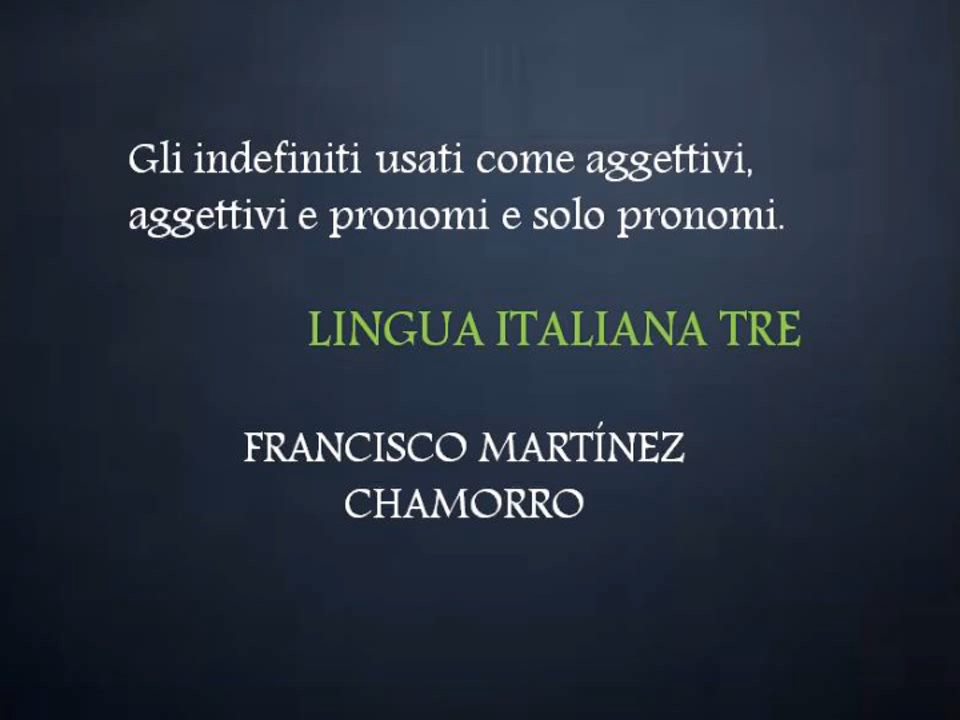 Gli indefiniti usati come aggettivi,
aggettivi e pronomi e solo pronomi.
LINGUA ITALIANA TRE
FRANCISCO MARTÍNEZ
CHAMORRO